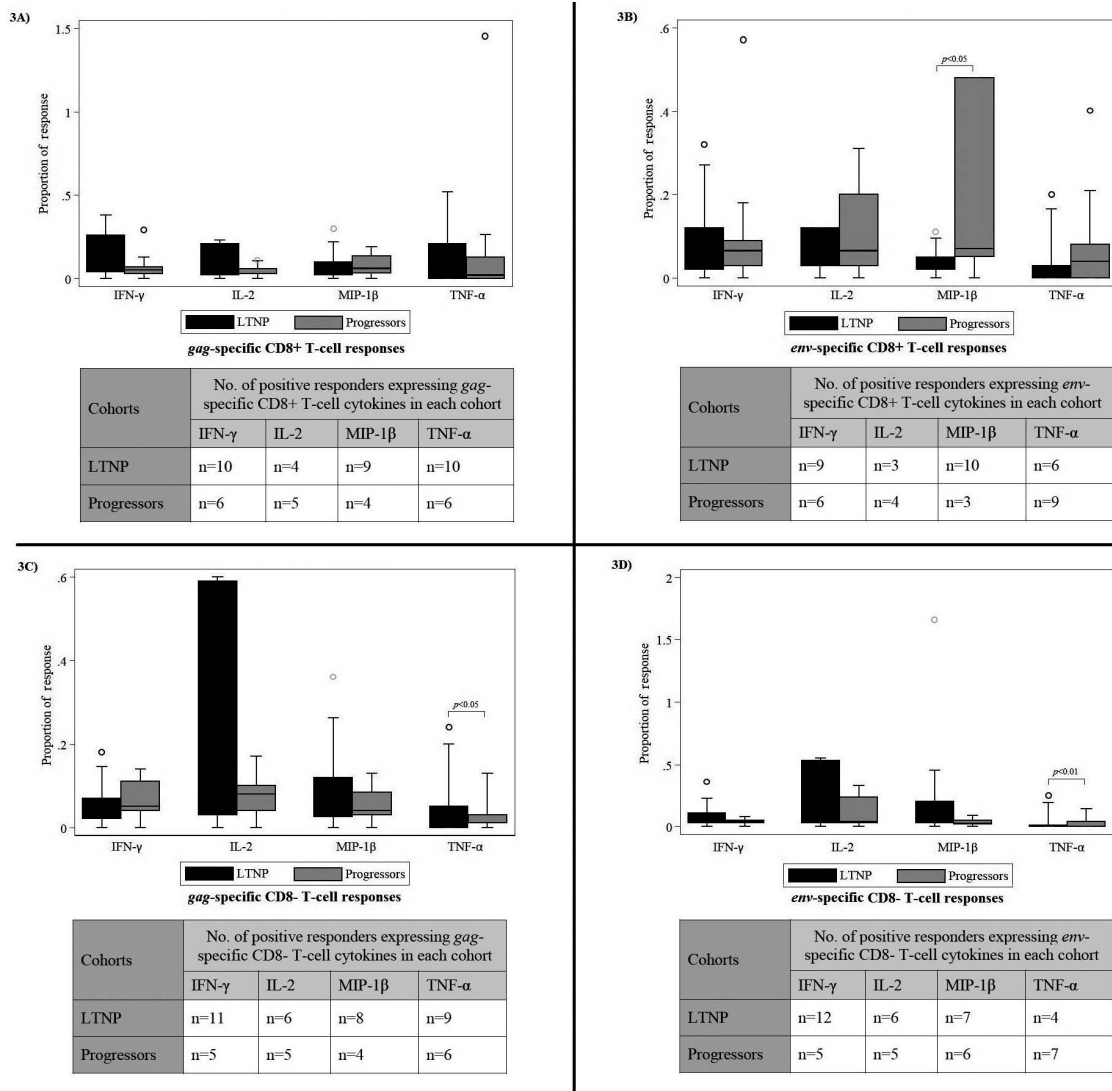 3A)
1.5
1
.5
0
Proportion of response
IFN-γ IL-2 MIP-1β TNF-α
LTNP Progressors
gag-specific CD8+ T-cell responses
Cohorts
No. of positive responders expressing gag-
specific CD8+ T-cell cytokines in each cohort
IFN-γ IL-2 MIP-1β TNF-α
LTNP n=10 n=4 n=9 n=10
Progressors n=6 n=5 n=4 n=6
3B)
.6
.4
.2
0
Proportion of response
p<0.05
IFN-γ IL-2 MIP-1β TNF-α
LTNP Progressors
env-specific CD8+ T-cell responses
Cohorts
No. of positive responders expressing env-
specific CD8+ T-cell cytokines in each cohort
IFN-γ IL-2 MIP-1β TNF-α
LTNP n=9 n=3 n=10 n=6
Progressors n=6 n=4 n=3 n=9
3C)
.6
.4
.2
0
Proportion of response
p<0.05
IFN-γ IL-2 MIP-1β TNF-α
LTNP Progressors
gag-specific CD8- T-cell responses
Cohorts
No. of positive responders expressing gag-
specific CD8- T-cell cytokines in each cohort
IFN-γ IL-2 MIP-1β TNF-α
LTNP n=11 n=6 n=8 n=9
Progressors n=5 n=5 n=4 n=6
3D)
2
1.5
1
.5
0
Proportion of response
p<0.01
IFN-γ IL-2 MIP-1β TNF-α
LTNP Progressors
env-specific CD8- T-cell responses
Cohorts
No. of positive responders expressing env-
specific CD8- T-cell cytokines in each cohort
IFN-γ IL-2 MIP-1β TNF-α
LTNP n=12 n=6 n=7 n=4
Progressors n=5 n=5 n=6 n=7